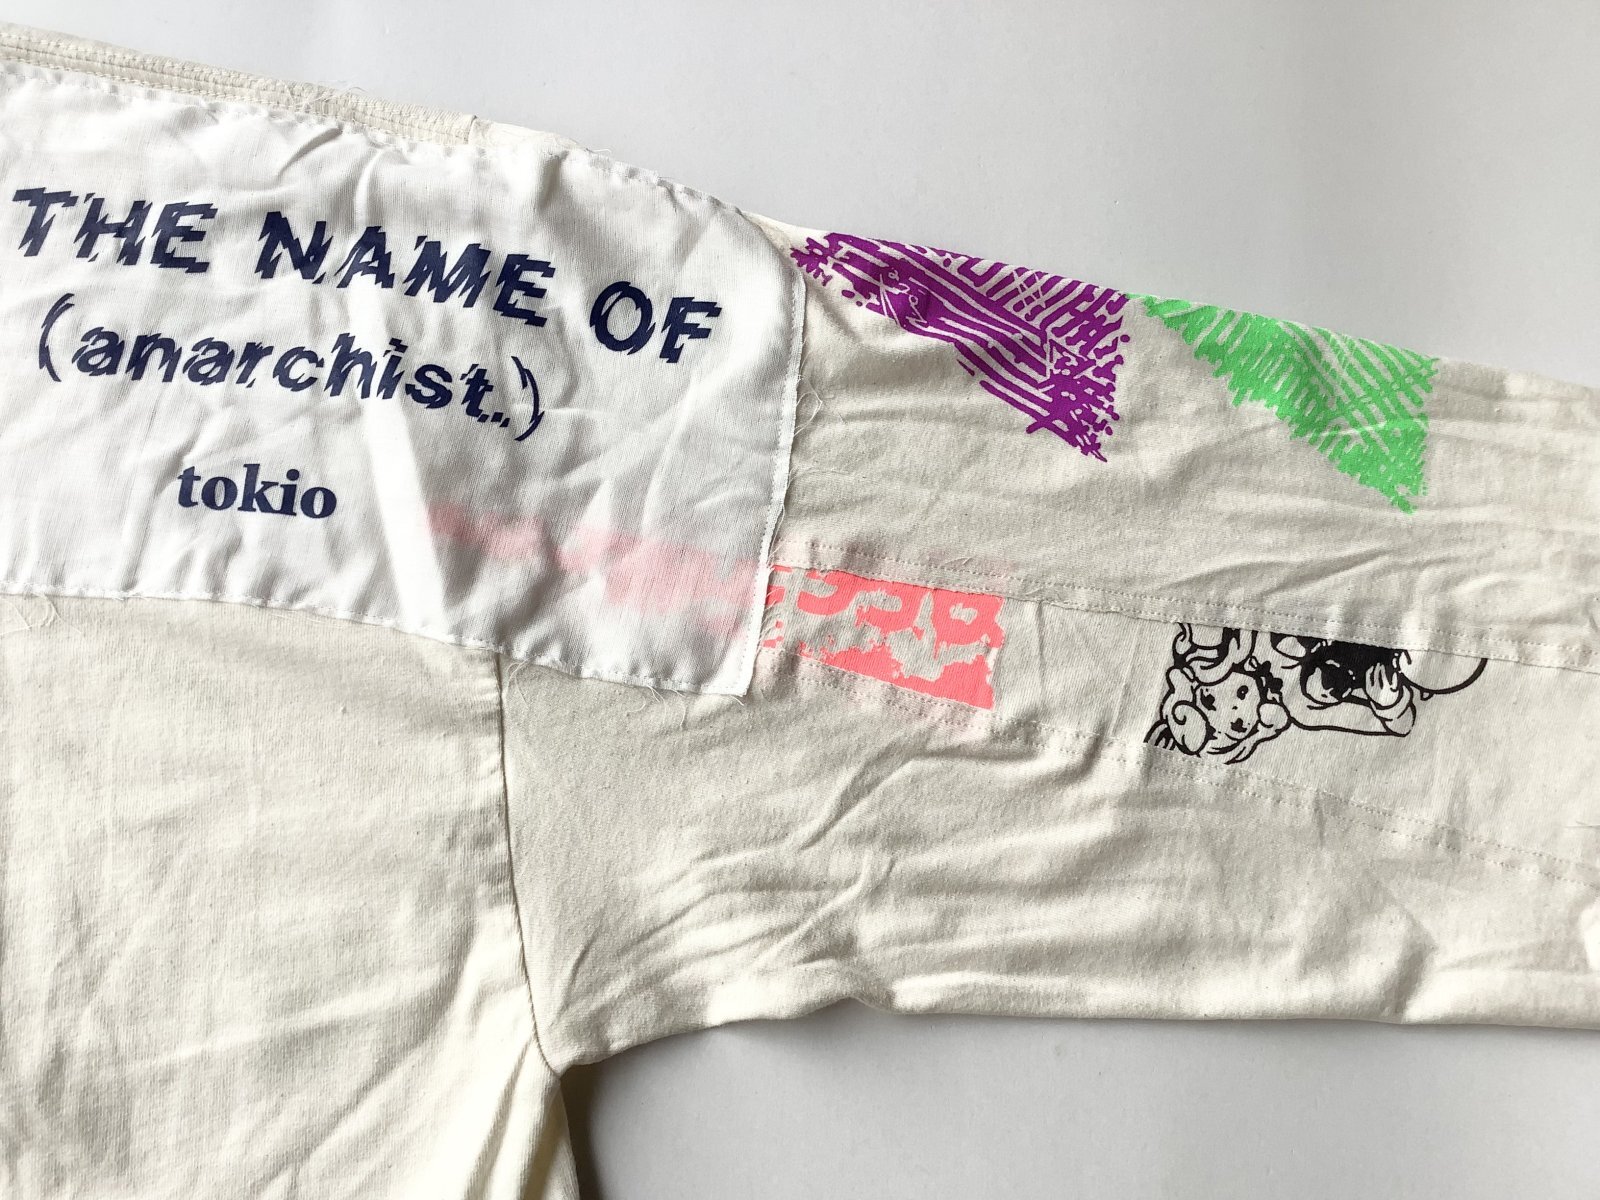 THE NAME OF
(anarchist..)
tokio